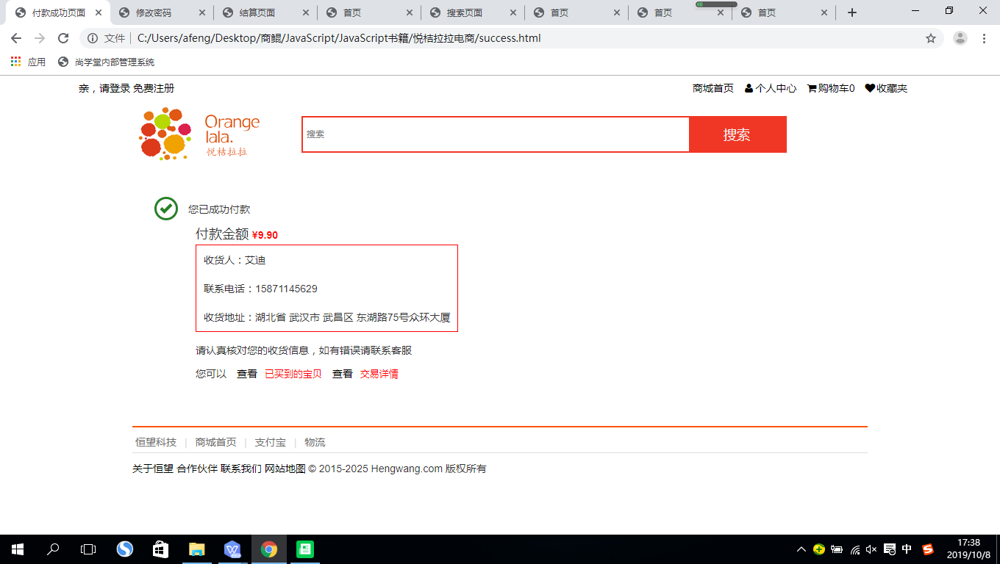 付款成功页面 修改密码 结算页面 首页 搜索页面 首页 首页 首页
文件 C:/Users/afeng/Desktop/商鲲/JavaScript/JavaScript书籍/悦桔拉拉电商/success.html
应用 尚学堂内部管理系统
亲，请登录 免费注册 商城首页 个人中心 购物车0 收藏夹
Orange
lala.
悦桔拉拉
搜索 搜索
您已成功付款
付款金额 ¥9.90
收货人：艾迪
联系电话：15871145629
收货地址：湖北省 武汉市 武昌区 东湖路75号众环大厦
请认真核对您的收货信息，如有错误请联系客服
您可以 查看 已买到的宝贝 查看 交易详情
恒望科技 | 商城首页 | 支付宝 | 物流
关于恒望 合作伙伴 联系我们 网站地图 © 2015-2025 Hengwang.com 版权所有
中 17:38
2019/10/8